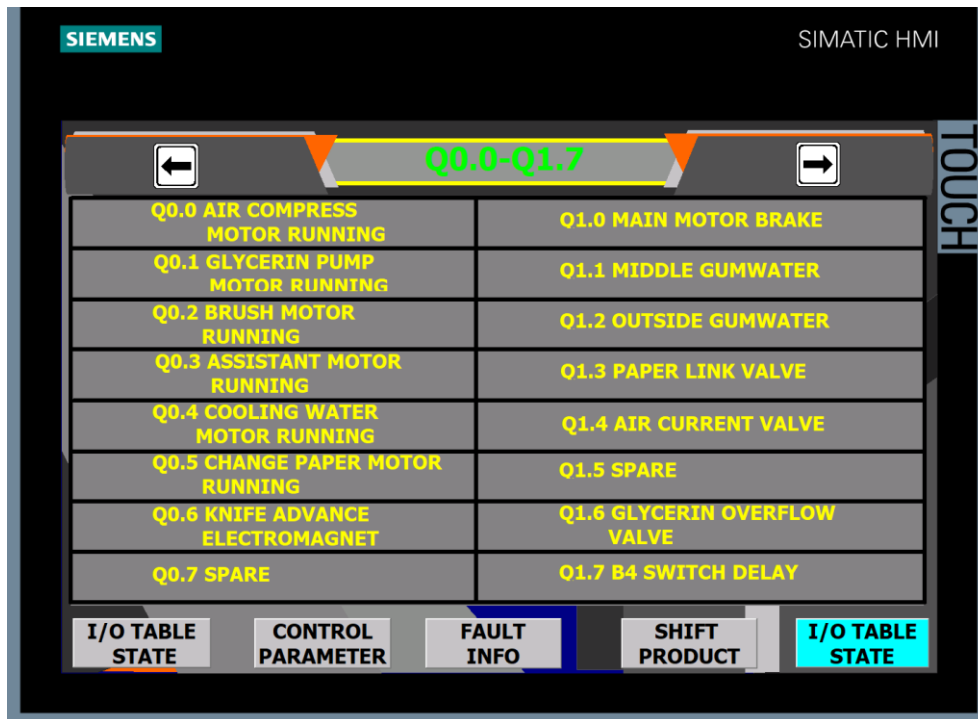 SIEMENS
SIMATIC HMI
TOUCH
Q0.0-Q1.7
Q0.0 AIR COMPRESS
MOTOR RUNNING
Q0.1 GLYCERIN PUMP
MOTOR RUNNING
Q0.2 BRUSH MOTOR
RUNNING
Q0.3 ASSISTANT MOTOR
RUNNING
Q0.4 COOLING WATER
MOTOR RUNNING
Q0.5 CHANGE PAPER MOTOR
RUNNING
Q0.6 KNIFE ADVANCE
ELECTROMAGNET
Q0.7 SPARE
Q1.0 MAIN MOTOR BRAKE
Q1.1 MIDDLE GUMWATER
Q1.2 OUTSIDE GUMWATER
Q1.3 PAPER LINK VALVE
Q1.4 AIR CURRENT VALVE
Q1.5 SPARE
Q1.6 GLYCERIN OVERFLOW
VALVE
Q1.7 B4 SWITCH DELAY
I/O TABLE
STATE
CONTROL
PARAMETER
FAULT
INFO
SHIFT
PRODUCT
I/O TABLE
STATE